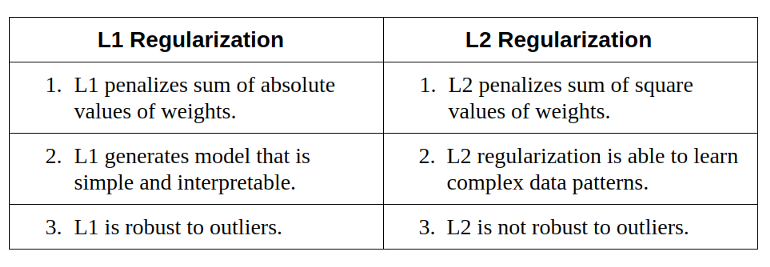 L1 Regularization
L2 Regularization
1. L1 penalizes sum of absolute
values of weights.
1. L2 penalizes sum of square
values of weights.
2. L1 generates model that is
simple and interpretable.
2. L2 regularization is able to learn
complex data patterns.
3. L1 is robust to outliers.
3. L2 is not robust to outliers.